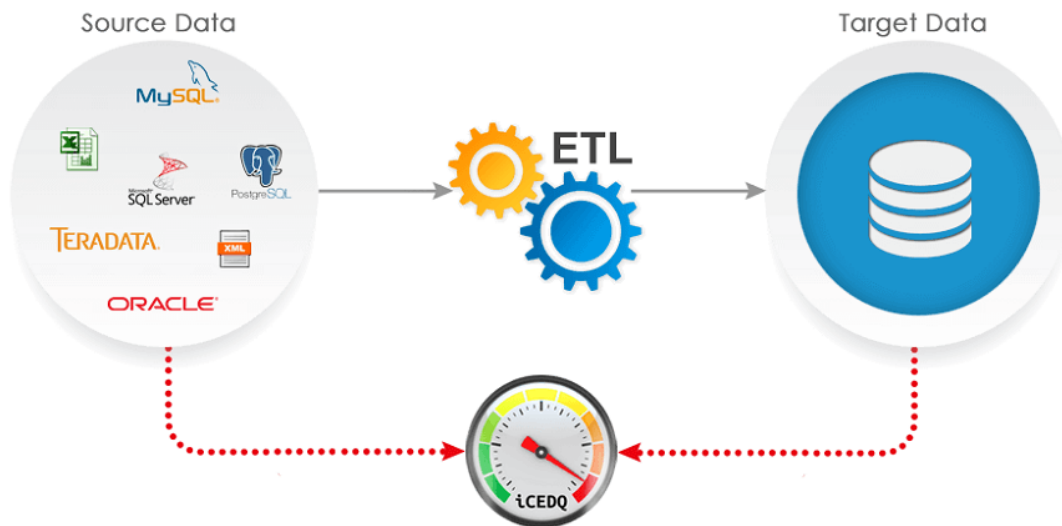 Source Data
Target Data
MySQL®
ETL
Microsoft®
SQL Server
PostgreSQL
TERADATA.
XML
ORACLE®
iCEDQ